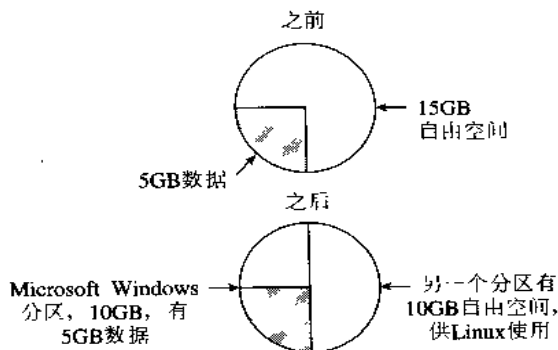 之前
15GB
自由空间
5GB数据
之后
Microsoft Windows
分区，10GB，有
5GB数据
另一个分区有
10GB自由空间，
供Linux使用